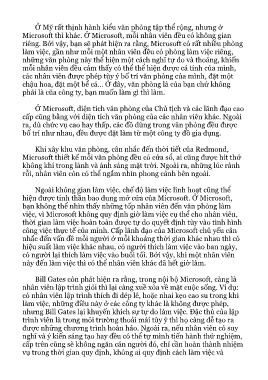 Ở Mỹ rất thịnh hành kiểu văn phòng tập thể rộng, nhưng ở
Microsoft thì khác. Ở Microsoft, mỗi nhân viên đều có không gian
riêng. Bởi vậy, bạn sẽ phát hiện ra rằng, Microsoft có rất nhiều phòng
làm việc, gần như mỗi một nhân viên đều có phòng làm việc riêng,
những văn phòng này thể hiện một cách nghĩ tự do và thoáng, khiến
mỗi nhân viên đều cảm thấy có thể thể hiện được cá tính của mình,
các nhân viên được phép tùy ý bố trí văn phòng của mình, đặt một
chậu hoa, đặt một bể cá... Ở đây, văn phòng là của bạn chứ không
phải là của công ty, bạn muốn làm gì thì làm.
Ở Microsoft, diện tích văn phòng của Chủ tịch và các lãnh đạo cao
cấp cũng bằng với diện tích văn phòng của các nhân viên khác. Ngoài
ra, dù chức vụ cao hay thấp, các đồ dùng trong văn phòng đều được
bố trí như nhau, đều được đặt làm từ một công ty đồ gia dụng.
Khi xây khu văn phòng, cân nhắc đến thời tiết của Redmond,
Microsoft thiết kế mỗi văn phòng đều có cửa sổ, ai cũng được hít thở
không khí trong lành và ánh sáng mặt trời. Ngoài ra, những lúc rảnh
rỗi, nhân viên còn có thể ngắm nhìn phong cảnh bên ngoài.
Ngoài không gian làm việc, chế độ làm việc linh hoạt cũng thể
hiện được tinh thần bao dung mở cửa của Microsoft. Ở Microsoft,
bạn không thể nhìn thấy những tốp nhân viên đến văn phòng làm
việc, vì Microsoft không quy định giờ làm việc cụ thể cho nhân viên,
thời gian làm việc hoàn toàn được tự do quyết định tùy vào tình hình
công việc thực tế của mình. Cấp lãnh đạo của Microsoft chủ yếu cân
nhắc đến vấn đề mỗi người ở mỗi khoảng thời gian khác nhau thì có
hiệu suất làm việc khác nhau, có người thích làm việc vào ban ngày,
có người lại thích làm việc vào buổi tối. Bởi vậy, khi một nhân viên
này đến làm việc thì có thể nhân viên khác đã hết giờ làm.
Bill Gates còn phát hiện ra rằng, trong nội bộ Microsoft, càng là
nhân viên lập trình giỏi thì lại càng xuề xòa về mặt cuộc sống. Ví dụ:
có nhân viên lập trình thích đi dép lê, hoặc nhai kẹo cao su trong khi
làm việc, những điều này ở các công ty khác là không được phép,
nhưng Bill Gates lại khuyến khích sự tự do làm việc. Đặc thù của lập
trình viên là trong môi trường thoải mái tùy ý thì họ càng dễ tạo ra
được những chương trình hoàn hảo. Ngoài ra, nếu nhân viên có suy
nghĩ và ý kiến sáng tạo hay đều có thể tự mình tiến hành thử nghiệm,
cấp trên cũng sẽ không ngăn cản người đó, chỉ cần hoàn thành nhiệm
vụ trong thời gian quy định, không ai quy định cách làm việc và